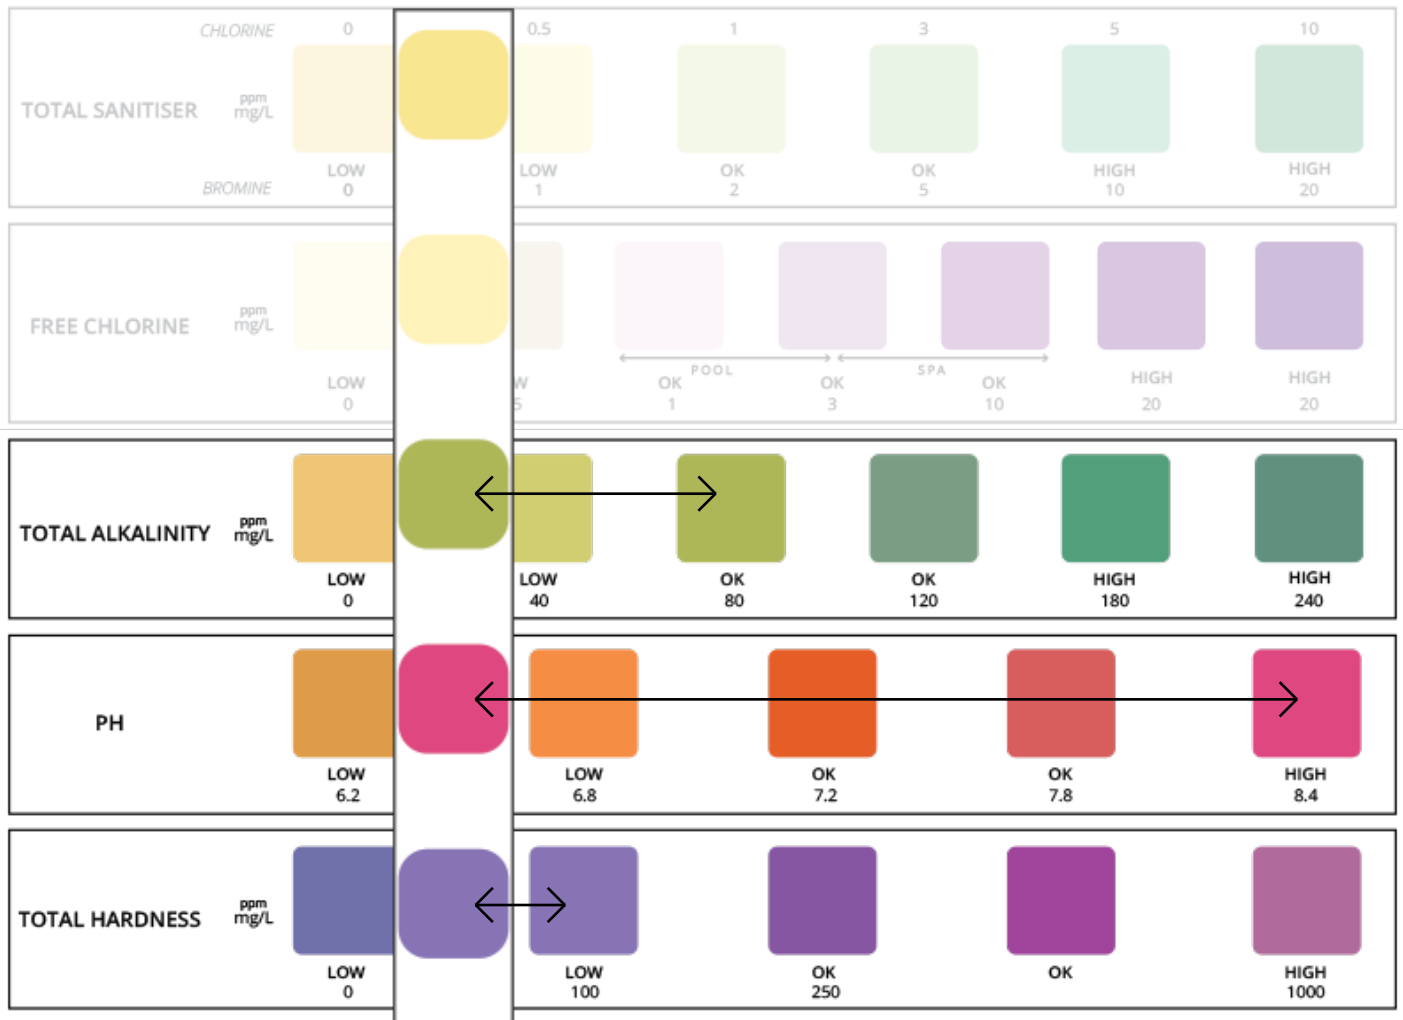 CHLORINE 0 0.5 1 3 5 10
TOTAL SANITISER ppm mg/L
LOW LOW OK OK HIGH HIGH
BROMINE 0 1 2 5 10 20
FREE CHLORINE ppm mg/L
POOL SPA
LOW W OK OK OK HIGH HIGH
0 5 1 3 10 20 20
TOTAL ALKALINITY ppm mg/L
LOW LOW OK OK HIGH HIGH
0 40 80 120 180 240
PH
LOW LOW OK OK HIGH
6.2 6.8 7.2 7.8 8.4
TOTAL HARDNESS ppm mg/L
LOW LOW OK OK HIGH
0 100 250 1000